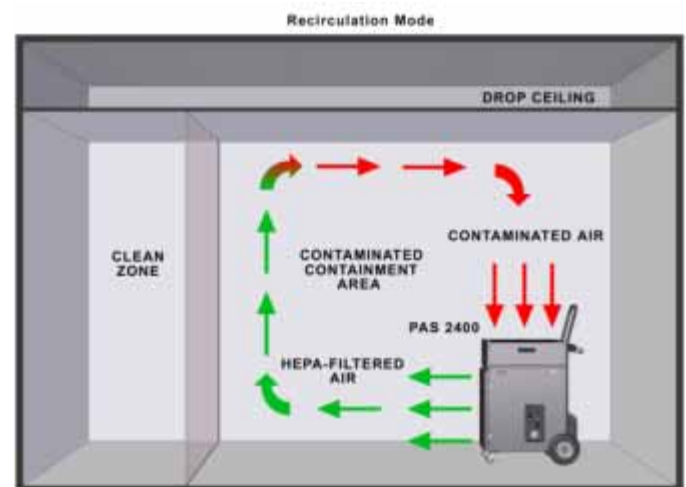 Recirculation Mode
DROP CEILING
CONTAMINATED AIR
CLEAN
ZONE
CONTAMINATED
CONTAINMENT
AREA
PAS 2400
HEPA-FILTERED
AIR